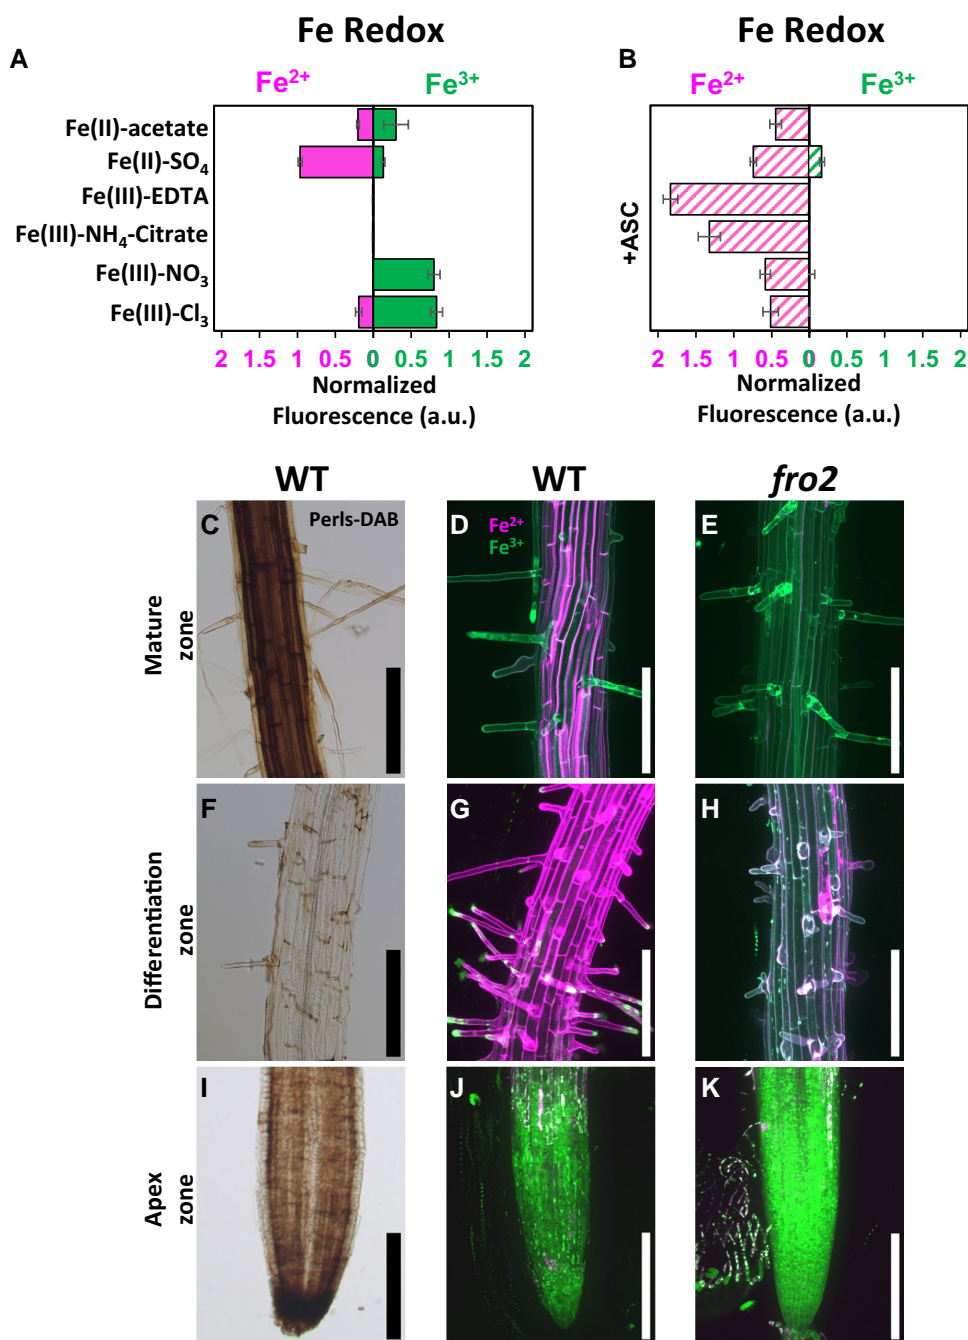 Fe Redox
Fe Redox
A
B
Fe²⁺ Fe³⁺
Fe²⁺ Fe³⁺
Fe(II)-acetate
Fe(II)-SO₄
Fe(III)-EDTA
Fe(III)-NH₄-Citrate
Fe(III)-NO₃
Fe(III)-Cl₃
+ASC
2 1.5 1 0.5 0 0.5 1 1.5 2
2 1.5 1 0.5 0 0.5 1 1.5 2
Normalized
Fluorescence (a.u.)
Normalized
Fluorescence (a.u.)
WT
WT
fro2
Mature
zone
C
Perls-DAB
D
Fe²⁺
Fe³⁺
E
Differentiation
zone
F
G
H
Apex
zone
I
J
K